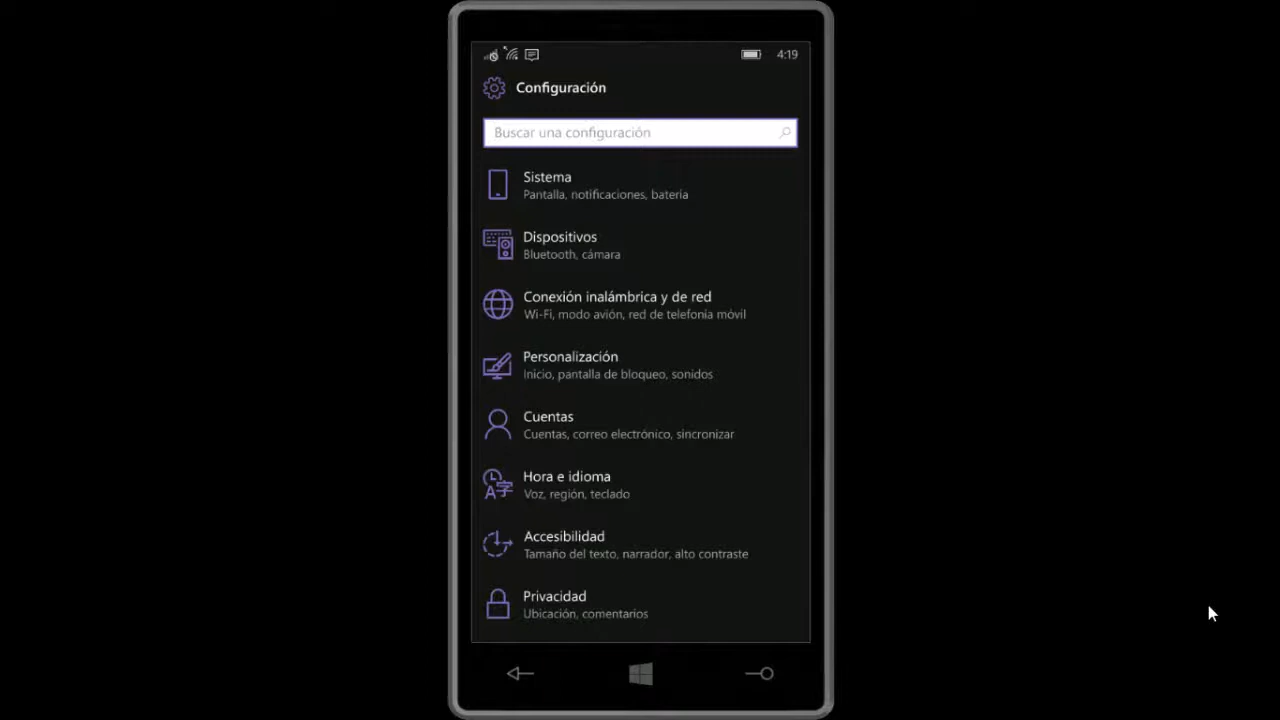 4:19
Configuración
Buscar una configuración
Sistema
Pantalla, notificaciones, batería
Dispositivos
Bluetooth, cámara
Conexión inalámbrica y de red
Wi-Fi, modo avión, red de telefonía móvil
Personalización
Inicio, pantalla de bloqueo, sonidos
Cuentas
Cuentas, correo electrónico, sincronizar
Hora e idioma
Voz, región, teclado
Accesibilidad
Tamaño del texto, narrador, alto contraste
Privacidad
Ubicación, comentarios